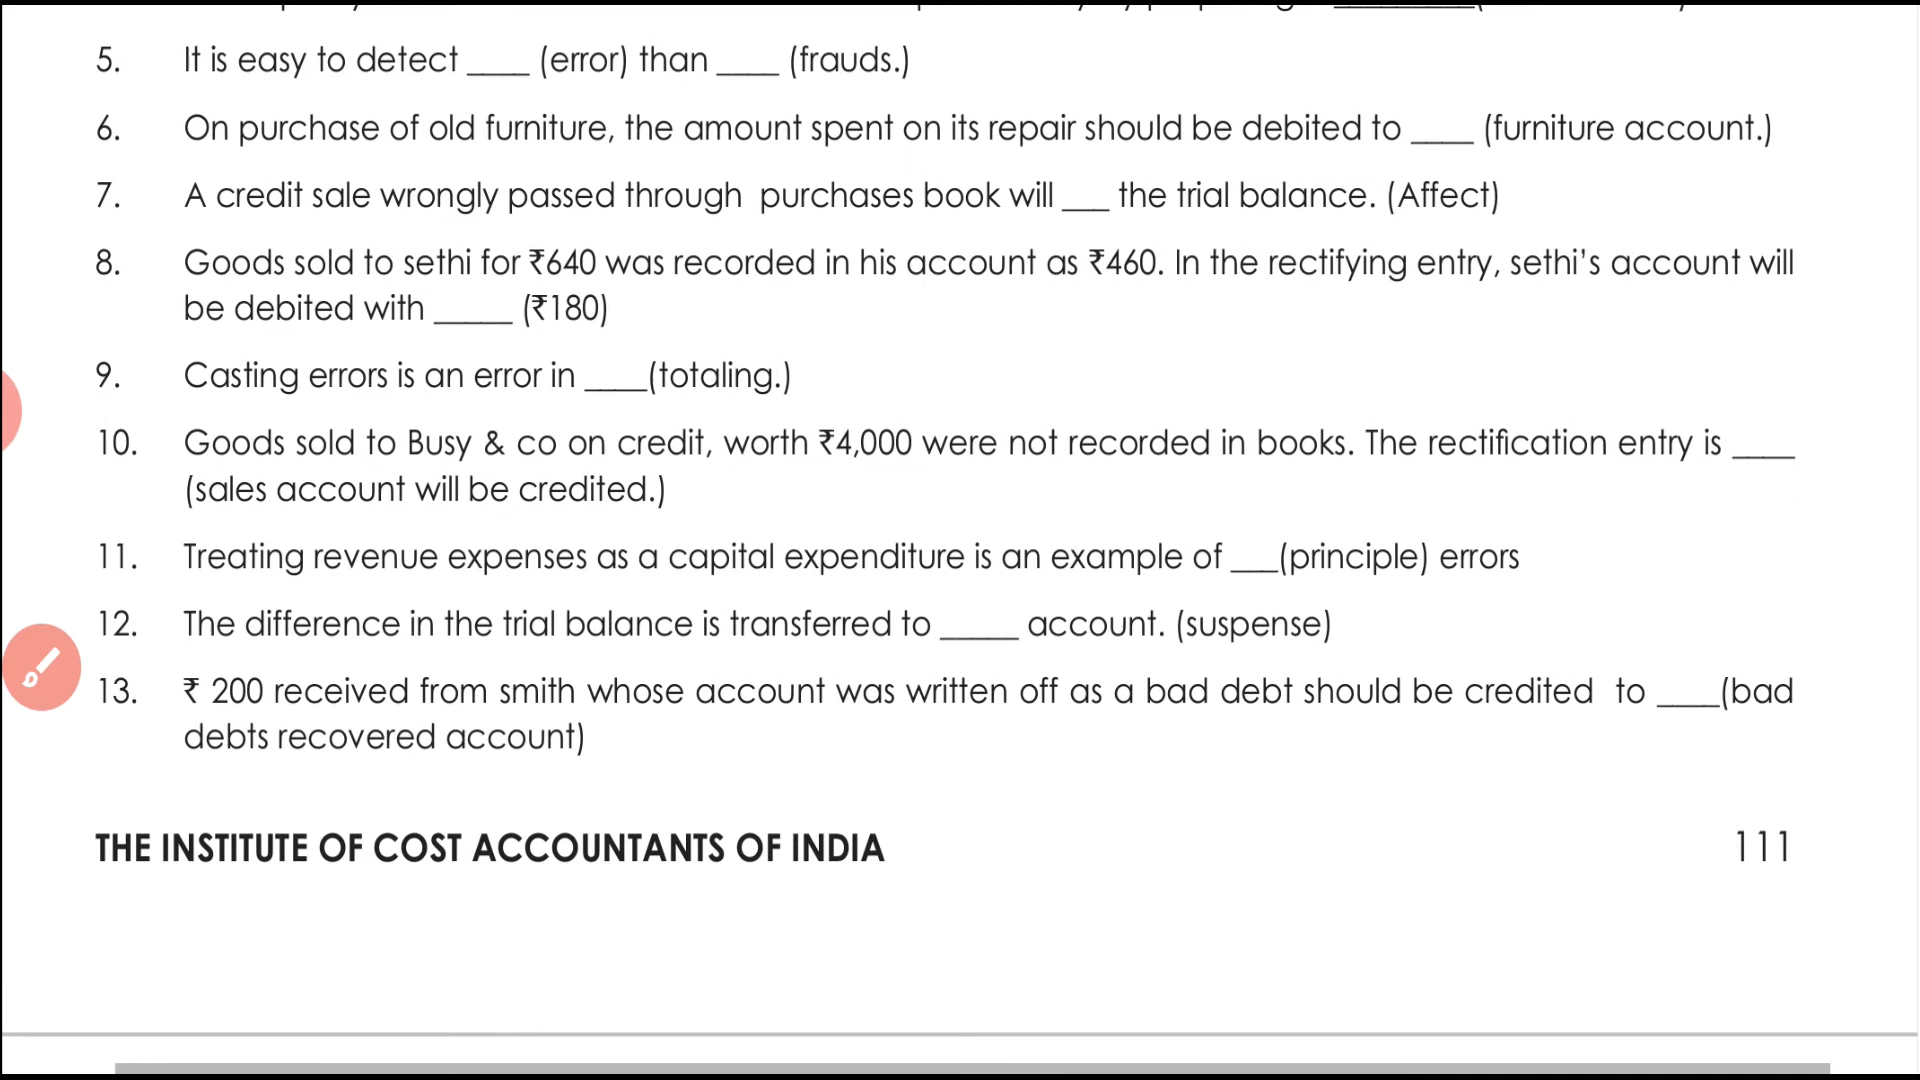 5. It is easy to detect ____ (error) than ____ (frauds.)
6. On purchase of old furniture, the amount spent on its repair should be debited to ____ (furniture account.)
7. A credit sale wrongly passed through purchases book will ___ the trial balance. (Affect)
8. Goods sold to sethi for ₹640 was recorded in his account as ₹460. In the rectifying entry, sethi's account will
be debited with _____ (₹180)
9. Casting errors is an error in ____(totaling.)
10. Goods sold to Busy & co on credit, worth ₹4,000 were not recorded in books. The rectification entry is ____
(sales account will be credited.)
11. Treating revenue expenses as a capital expenditure is an example of ___(principle) errors
12. The difference in the trial balance is transferred to _____ account. (suspense)
13. ₹ 200 received from smith whose account was written off as a bad debt should be credited to ____(bad
debts recovered account)
THE INSTITUTE OF COST ACCOUNTANTS OF INDIA 111